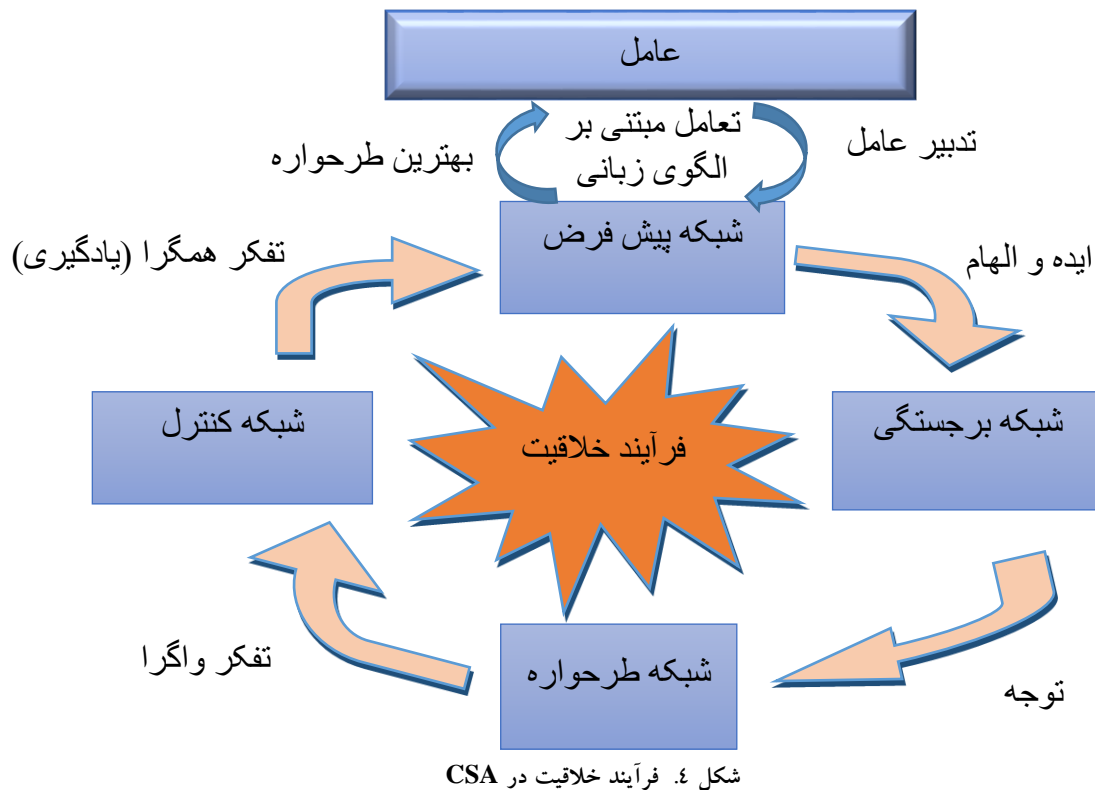 عامل
تعامل مبتنی بر
الگوی زبانی
تدبیر عامل
بهترین طرحواره
شبکه پیش فرض
ایده و الهام
تفکر همگرا (یادگیری)
شبکه برجستگی
شبکه کنترل
فرآیند خلاقیت
شبکه طرحواره
توجه
تفکر واگرا
شکل ٤. فرآیند خلاقیت در CSA